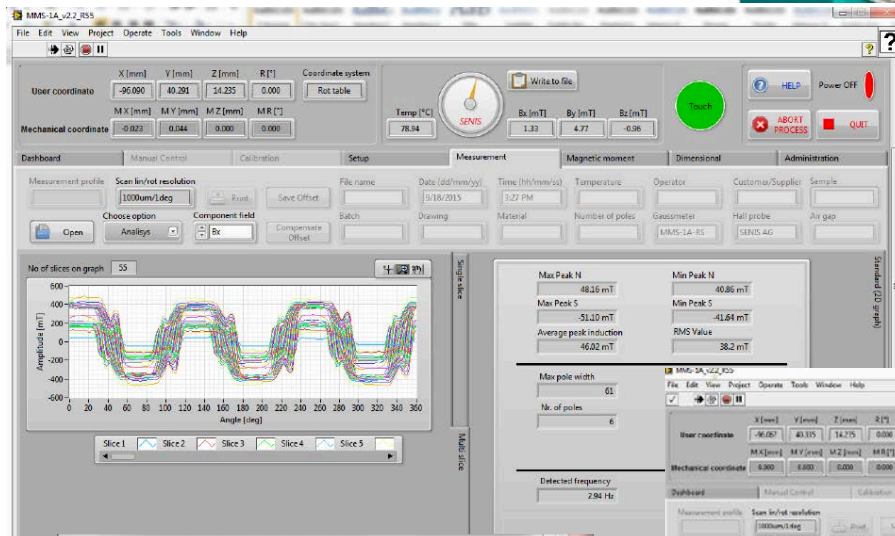 MMS-1A_v2.2_RS5
File Edit View Project Operate Tools Window Help
X [mm] Y [mm] Z [mm] R [°] Coordinate system
User coordinate -96.090 40.291 14.235 0.000 Rot table
M X [mm] M Y [mm] M Z [mm] M R [°]
Mechanical coordinate -0.023 0.044 0.000 0.000
Temp [°C]
78.94
SENIS
Write to file
Bx [mT] By [mT] Bz [mT]
1.33 4.77 -0.96
Touch
HELP Power OFF
ABORT PROCESS QUIT
Dashboard Manual Control Calibration Setup Measurement Magnetic moment Dimensional Administration
Measurement profile Scan lin/rot resolution File name Date (dd/mm/yy) Time (hh/mm/ss) Temperature Operator Customer/Supplier Sample
1000um/1deg Print Save Offset 9/18/2015 3:27 PM
Choose option Component field Batch Drawing Material Number of poles Gaussmeter Hall probe Air gap
Open Analisys Bx Compensate Offset MMS-1A-RS SENIS AG
No of slices on graph 55
Single slice
Multi slice
Standard (2D graph)
Amplitude [mT]
600
400
200
0
-200
-400
-600
0 20 40 60 80 100 120 140 160 180 200 220 240 260 280 300 320 340 360
Angle [deg]
Slice 1 Slice 2 Slice 3 Slice 4 Slice 5
Max Peak N Min Peak N
48.16 mT 40.86 mT
Max Peak S Min Peak S
-51.10 mT -41.64 mT
Average peak induction RMS Value
46.02 mT 38.2 mT
Max pole width
61
Nr. of poles
6
Detected frequency
2.94 Hz
MMS-1A_v2.2_RS5
File Edit View Project Operate Tools Window Help
X [mm] Y [mm] Z [mm] R [°]
User coordinate -96.067 40.335 14.235 0.000
M X [mm] M Y [mm] M Z [mm] M R [°]
Mechanical coordinate 0.000 0.000 0.000 0.000
Dashboard Manual Control
Measurement profile Scan lin/rot resolution
1000um/1deg Print